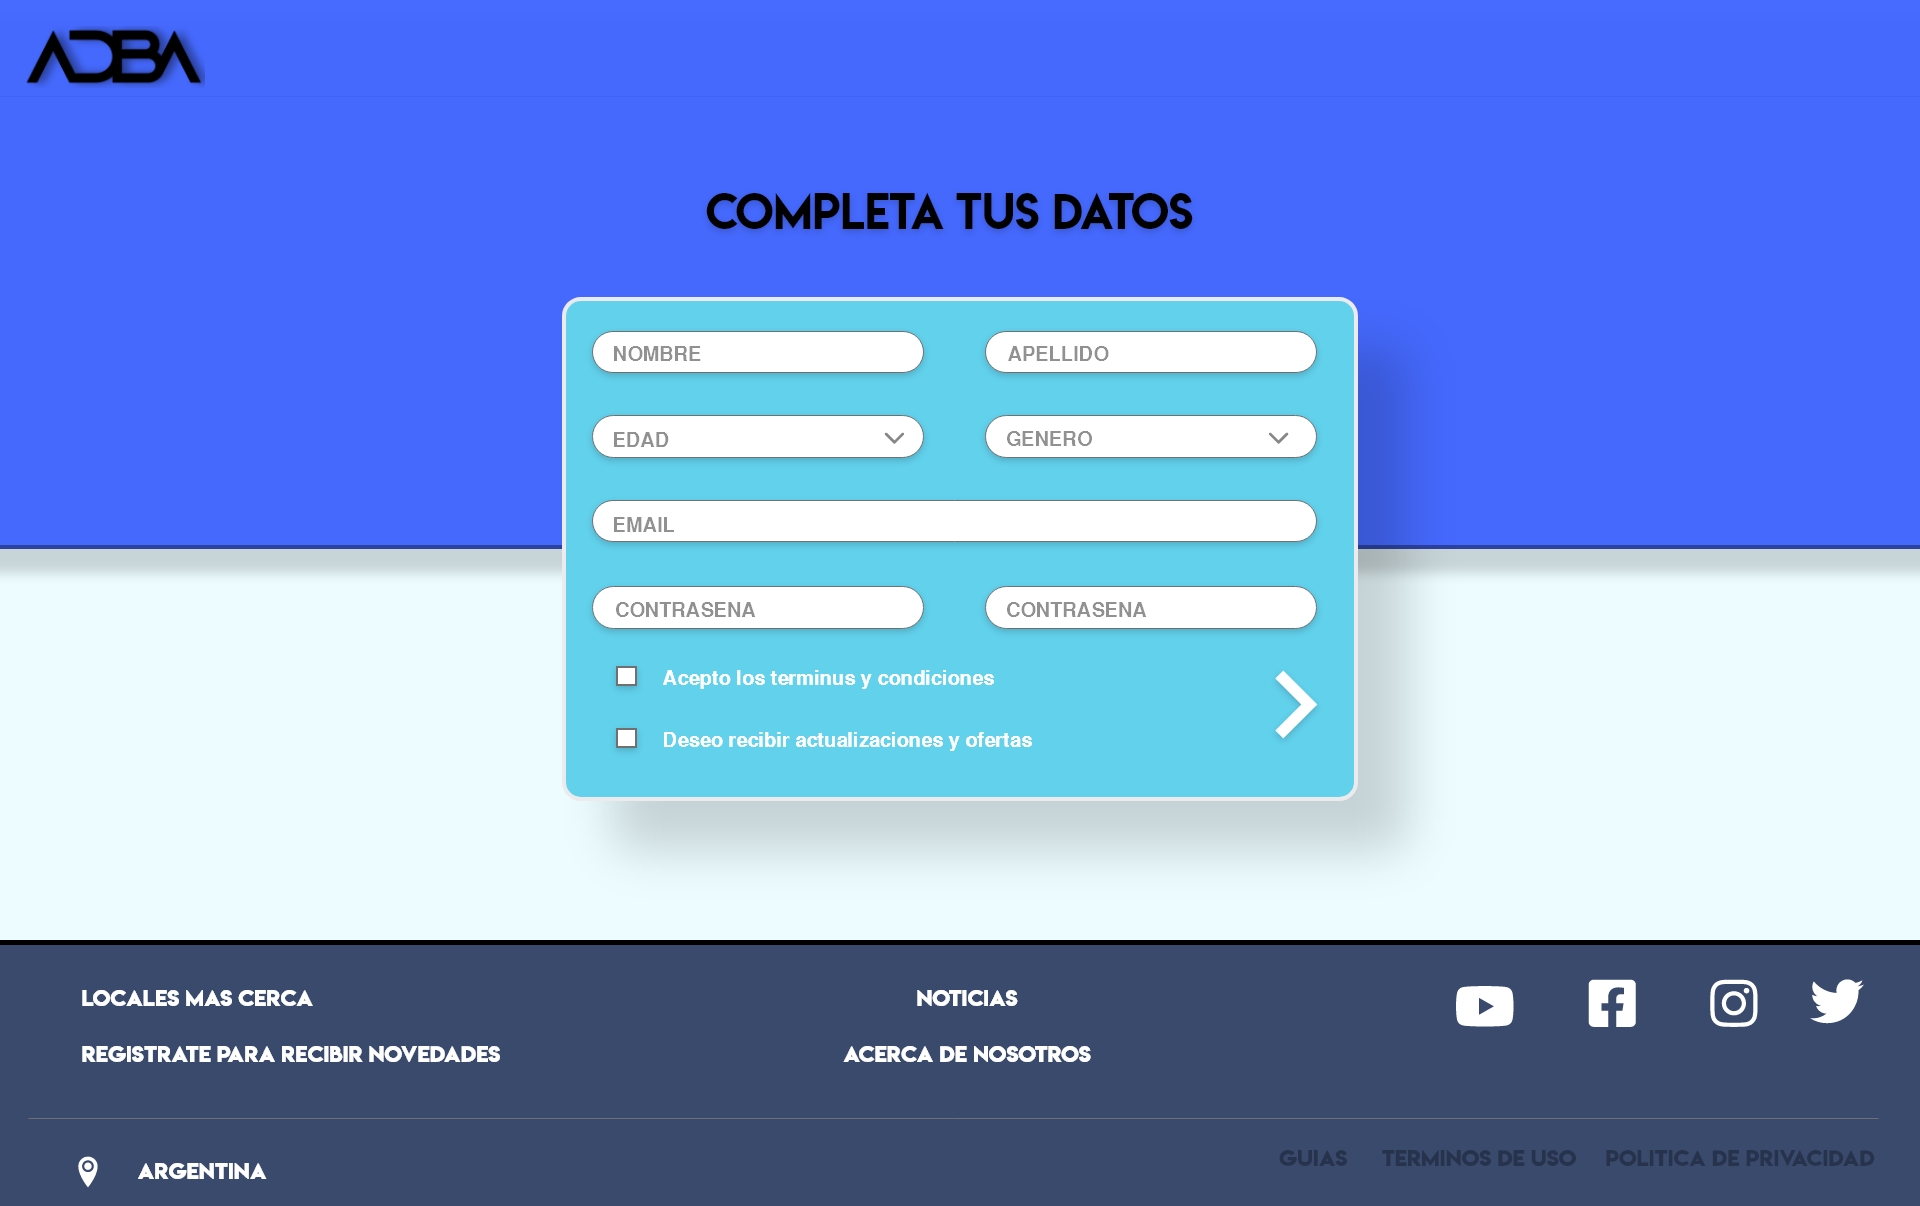 ADBA
COMPLETA TUS DATOS
NOMBRE
APELLIDO
EDAD
GENERO
EMAIL
CONTRASENA
CONTRASENA
Acepto los terminus y condiciones
Deseo recibir actualizaciones y ofertas
LOCALES MAS CERCA
NOTICIAS
REGISTRATE PARA RECIBIR NOVEDADES
ACERCA DE NOSOTROS
ARGENTINA
GUIAS
TERMINOS DE USO
POLITICA DE PRIVACIDAD